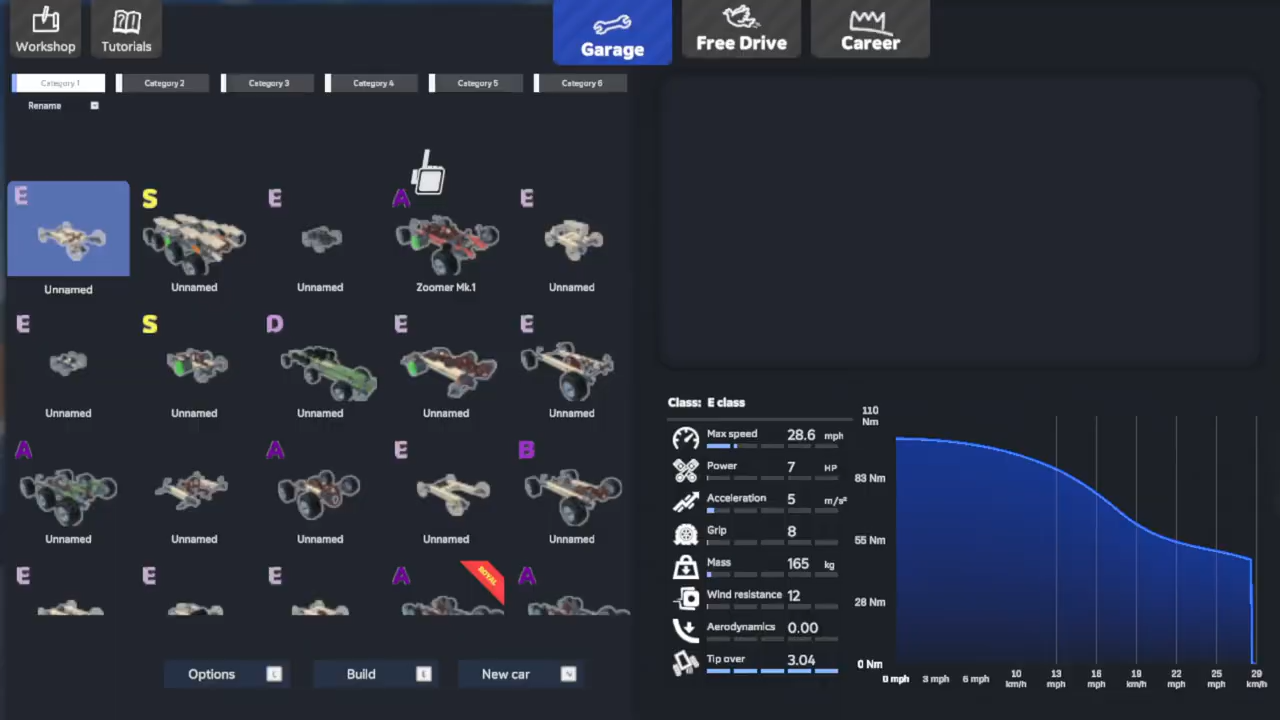 Workshop
Tutorials
Garage
Free Drive
Career
Category 1
Category 2
Category 3
Category 4
Category 5
Category 6
Rename
E
S
E
A
E
Unnamed
Unnamed
Unnamed
Zoomer Mk.1
Unnamed
E
S
D
E
E
Unnamed
Unnamed
Unnamed
Unnamed
Unnamed
A
A
E
B
Unnamed
Unnamed
Unnamed
Unnamed
Unnamed
E
E
E
A
ROYAL
A
Options
Build
New car
Class: E class
Max speed 28.6 mph
Power 7 HP
Acceleration 5 m/s²
Grip 8
Mass 165 kg
Wind resistance 12
Aerodynamics 0.00
Tip over 3.04
110 Nm
83 Nm
55 Nm
28 Nm
0 Nm
0 mph
3 mph
6 mph
10 km/h
13 mph
16 mph
19 km/h
22 mph
25 mph
29 km/h